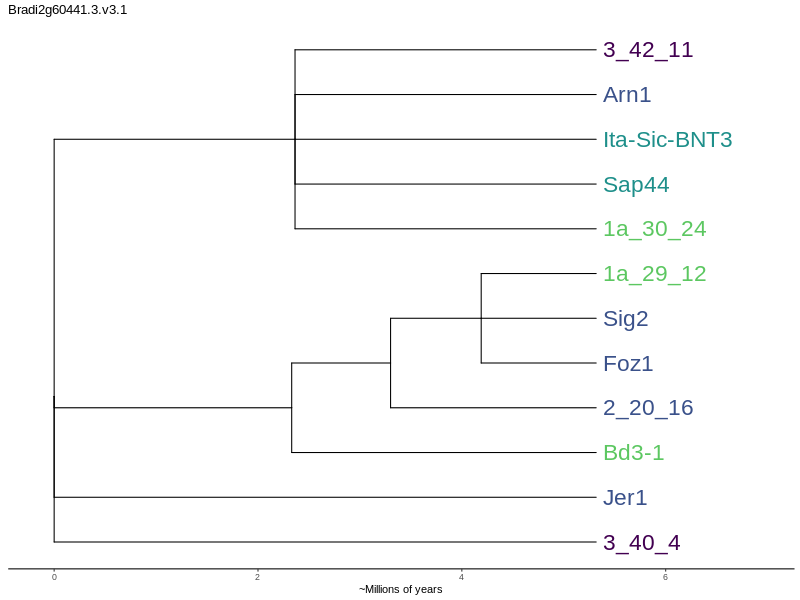 Bradi2g60441.3.v3.1
3_42_11
Arn1
Ita-Sic-BNT3
Sap44
1a_30_24
1a_29_12
Sig2
Foz1
2_20_16
Bd3-1
Jer1
3_40_4
0 2 4 6
~Millions of years